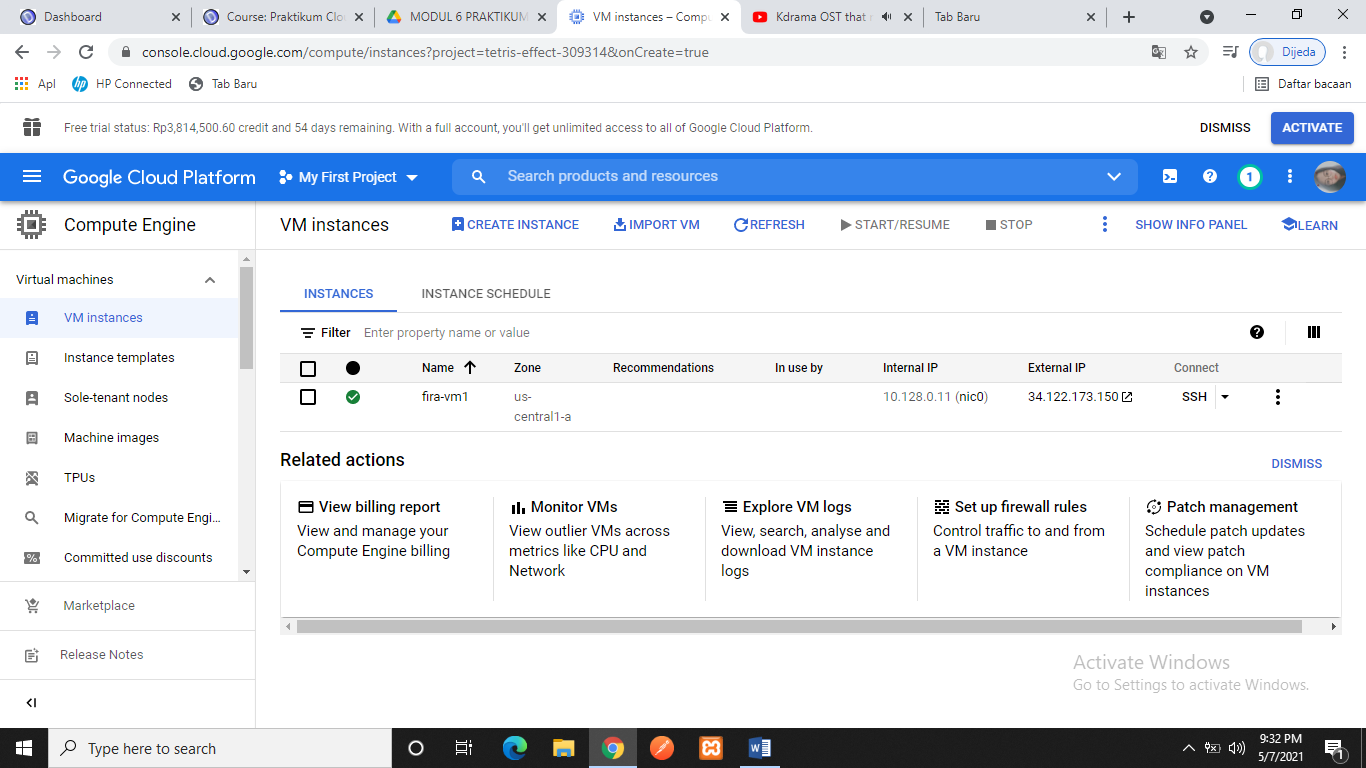 Dashboard
Course: Praktikum Clo
MODUL 6 PRAKTIKUM
VM instances – Compu
Kdrama OST that
Tab Baru
console.cloud.google.com/compute/instances?project=tetris-effect-309314&onCreate=true
Dijeda
Apl
HP Connected
Tab Baru
Daftar bacaan
Free trial status: Rp3,814,500.60 credit and 54 days remaining. With a full account, you'll get unlimited access to all of Google Cloud Platform.
DISMISS
ACTIVATE
Google Cloud Platform
My First Project
Search products and resources
1
Compute Engine
VM instances
CREATE INSTANCE
IMPORT VM
REFRESH
START/RESUME
STOP
SHOW INFO PANEL
LEARN
Virtual machines
VM instances
Instance templates
Sole-tenant nodes
Machine images
TPUs
Migrate for Compute Engi...
Committed use discounts
Marketplace
Release Notes
INSTANCES
INSTANCE SCHEDULE
Filter
Enter property name or value
Name
Zone
Recommendations
In use by
Internal IP
External IP
Connect
fira-vm1
us-
central1-a
10.128.0.11 (nic0)
34.122.173.150
SSH
Related actions
DISMISS
View billing report
View and manage your
Compute Engine billing
Monitor VMs
View outlier VMs across
metrics like CPU and
Network
Explore VM logs
View, search, analyse and
download VM instance
logs
Set up firewall rules
Control traffic to and from
a VM instance
Patch management
Schedule patch updates
and view patch
compliance on VM
instances
Activate Windows
Go to Settings to activate Windows.
Type here to search
9:32 PM
5/7/2021
1